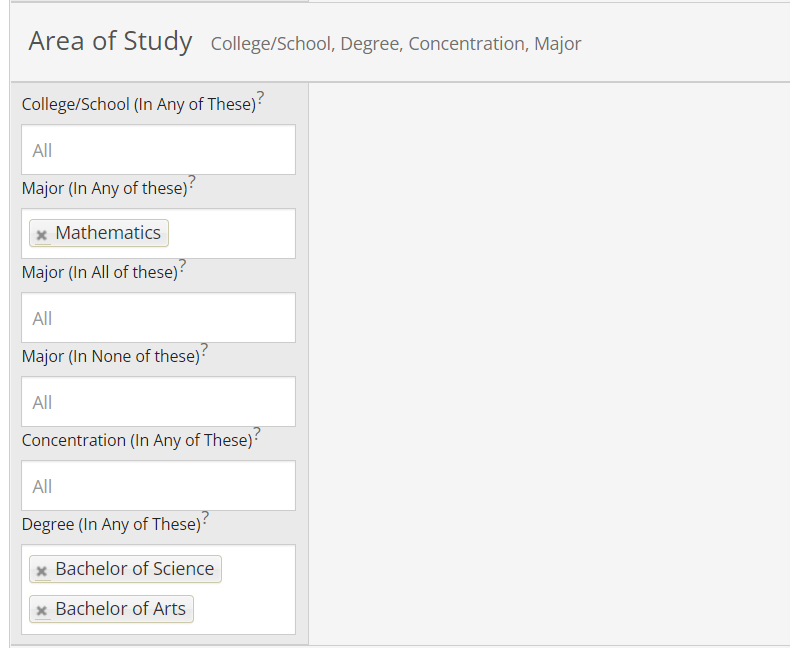 Area of Study College/School, Degree, Concentration, Major
College/School (In Any of These)?
All
Major (In Any of these)?
Mathematics
Major (In All of these)?
All
Major (In None of these)?
All
Concentration (In Any of These)?
All
Degree (In Any of These)?
Bachelor of Science
Bachelor of Arts